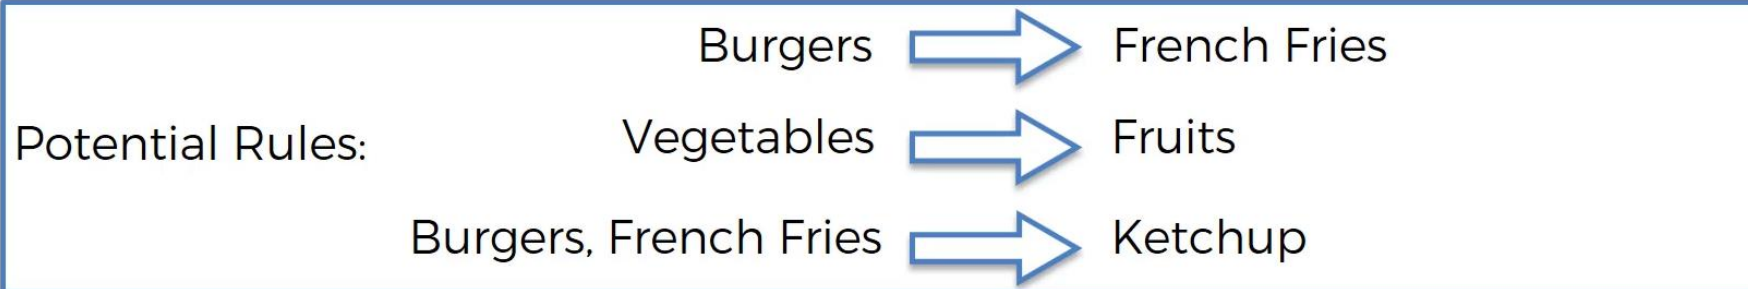 Burgers French Fries
Potential Rules: Vegetables Fruits
Burgers, French Fries Ketchup